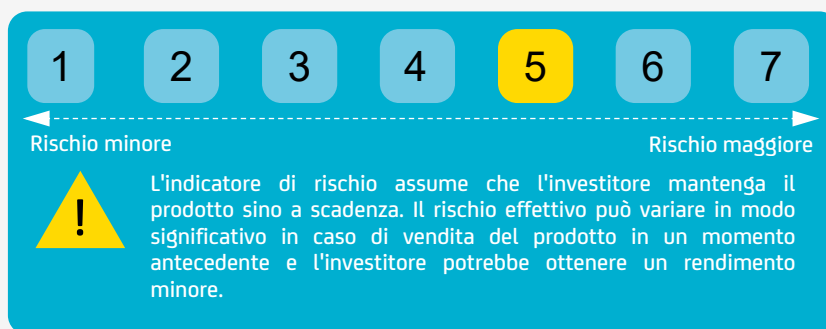 1 2 3 4 5 6 7
Rischio minore Rischio maggiore
!
L'indicatore di rischio assume che l'investitore mantenga il
prodotto sino a scadenza. Il rischio effettivo può variare in modo
significativo in caso di vendita del prodotto in un momento
antecedente e l'investitore potrebbe ottenere un rendimento
minore.